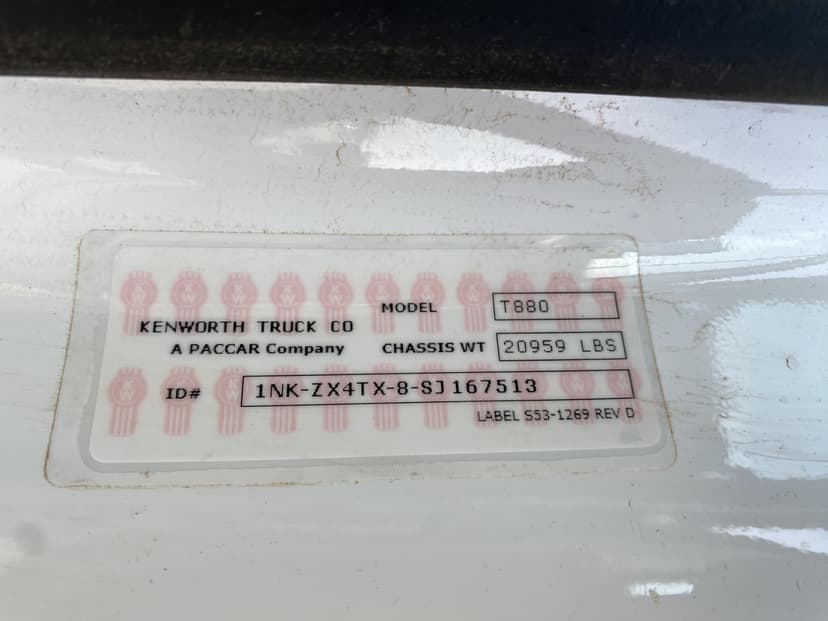 KENWORTH TRUCK CO
A PACCAR Company
MODEL T880
CHASSIS WT 20959 LBS
ID# 1NK-ZX4TX-8-SJ167513
LABEL S53-1269 REV D